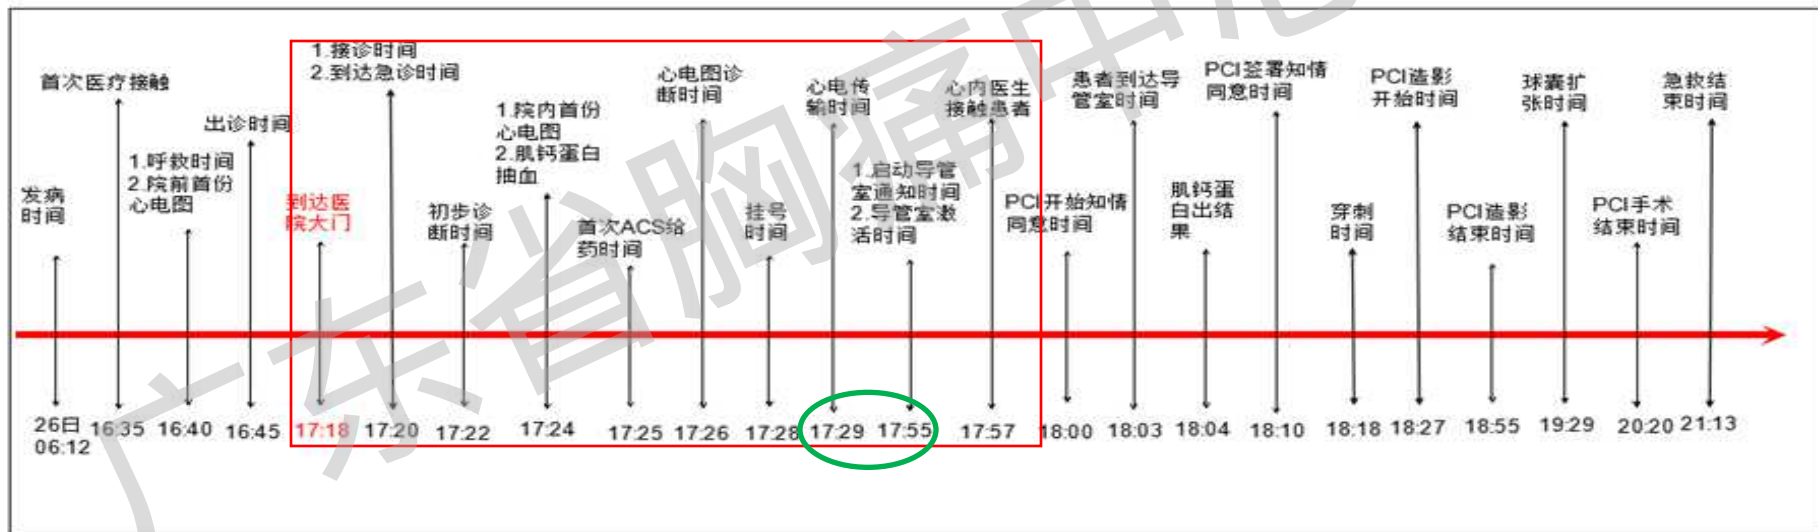 发病
时间
首次医疗接触
1.呼救时间
2.院前首份
心电图
出诊时间
到达医
院大门
1.接诊时间
2.到达急诊时间
初步诊
断时间
1.院内首份
心电图
2.肌钙蛋白
抽血
首次ACS给
药时间
心电图诊
断时间
挂号
时间
心电传
输时间
1.启动导管
室通知时间
2.导管室激
活时间
心内医生
接触患者
PCI开始知情
同意时间
患者到达导
管室时间
肌钙蛋
白出结
果
PCI签署知情
同意时间
穿刺
时间
PCI造影
开始时间
PCI造影
结束时间
球囊扩
张时间
PCI手术
结束时间
急救结
束时间
26日
06:12
16:35
16:40
16:45
17:18
17:20
17:22
17:24
17:25
17:26
17:28
17:29
17:55
17:57
18:00
18:03
18:04
18:10
18:18
18:27
18:55
19:29
20:20
21:13
广东省胸痛中心